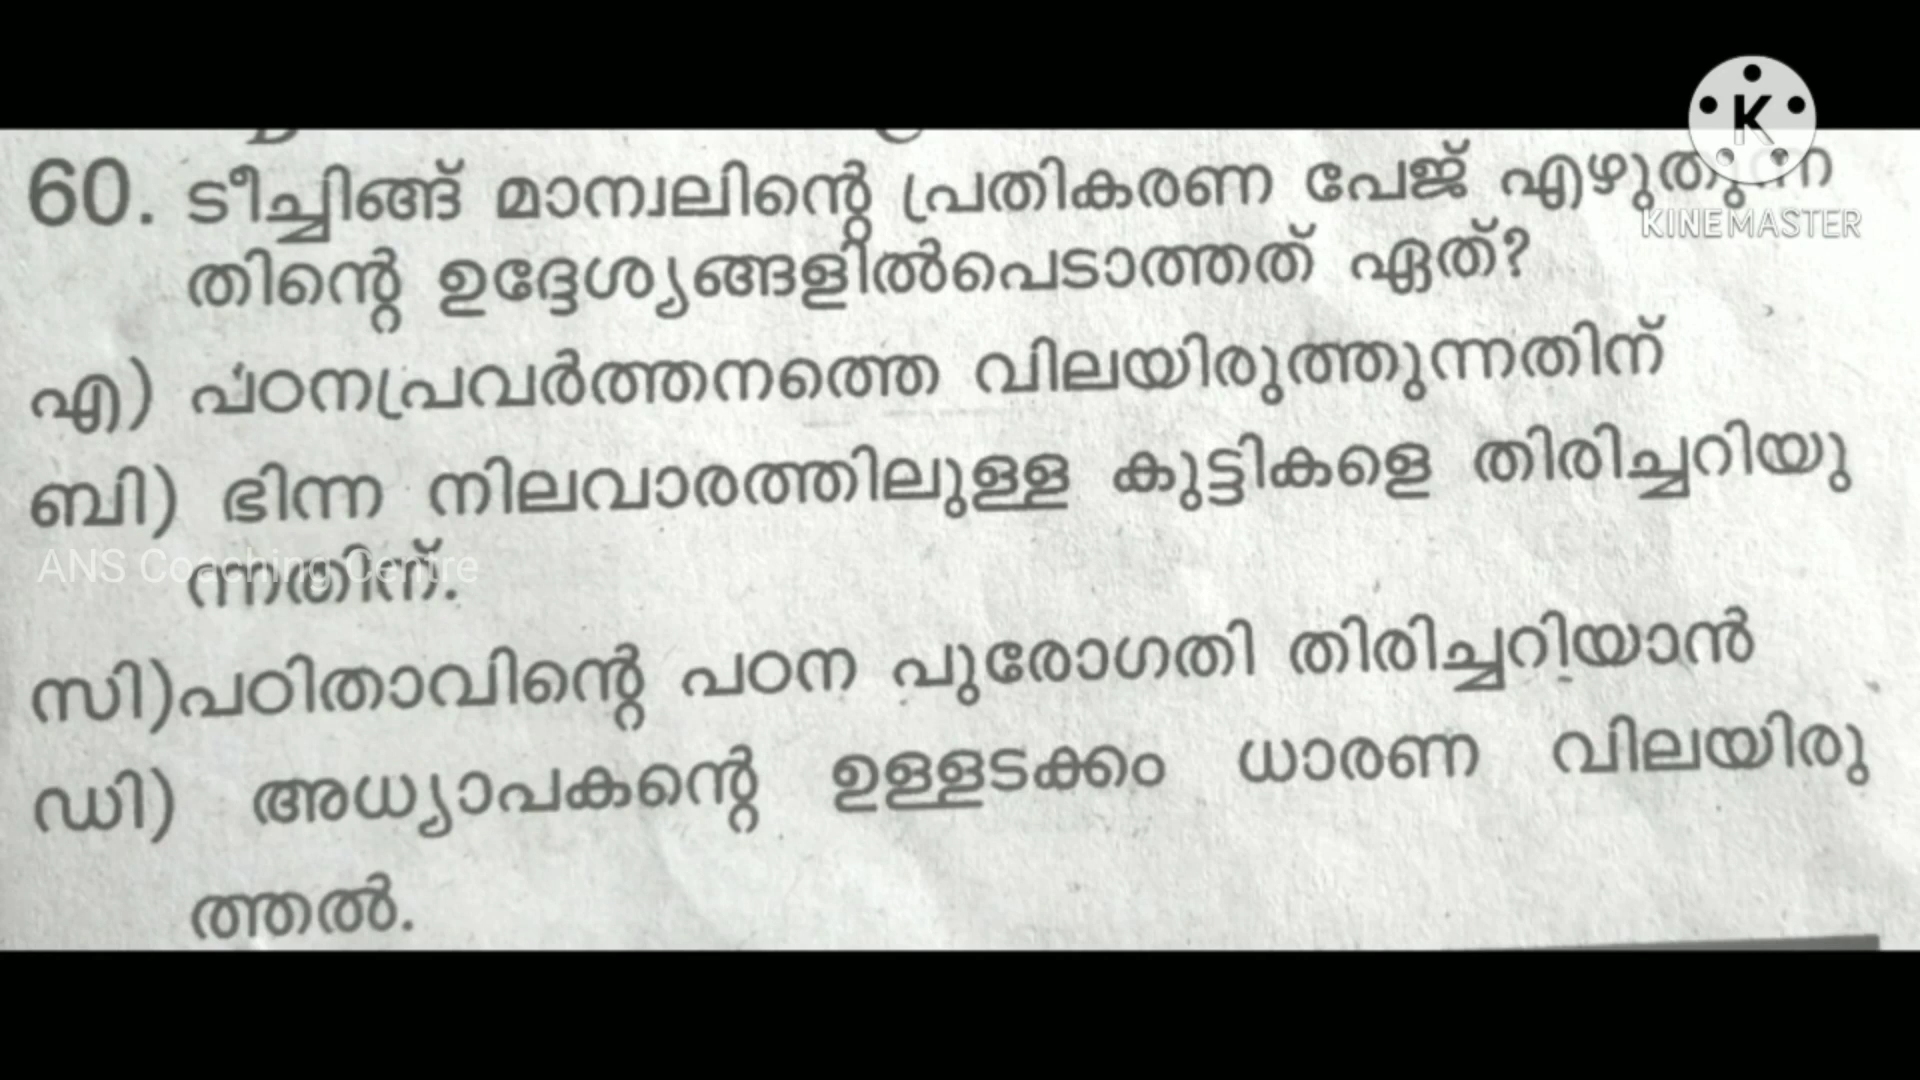 60. ടീച്ചിങ്ങ് മാന്വലിന്റെ പ്രതികരണ പേജ് എഴുതുന്ന
KINEMASTER
തിന്റെ ഉദ്ദേശ്യങ്ങളിൽപെടാത്തത് ഏത്?
എ) പഠനപ്രവർത്തനത്തെ വിലയിരുത്തുന്നതിന്
ബി) ഭിന്ന നിലവാരത്തിലുള്ള കുട്ടികളെ തിരിച്ചറിയു
ന്നതിന്.
ANS Coaching Centre
സി)പഠിതാവിന്റെ പഠന പുരോഗതി തിരിച്ചറിയാൻ
ഡി) അധ്യാപകന്റെ ഉള്ളടക്കം ധാരണ വിലയിരു
ത്തൽ.